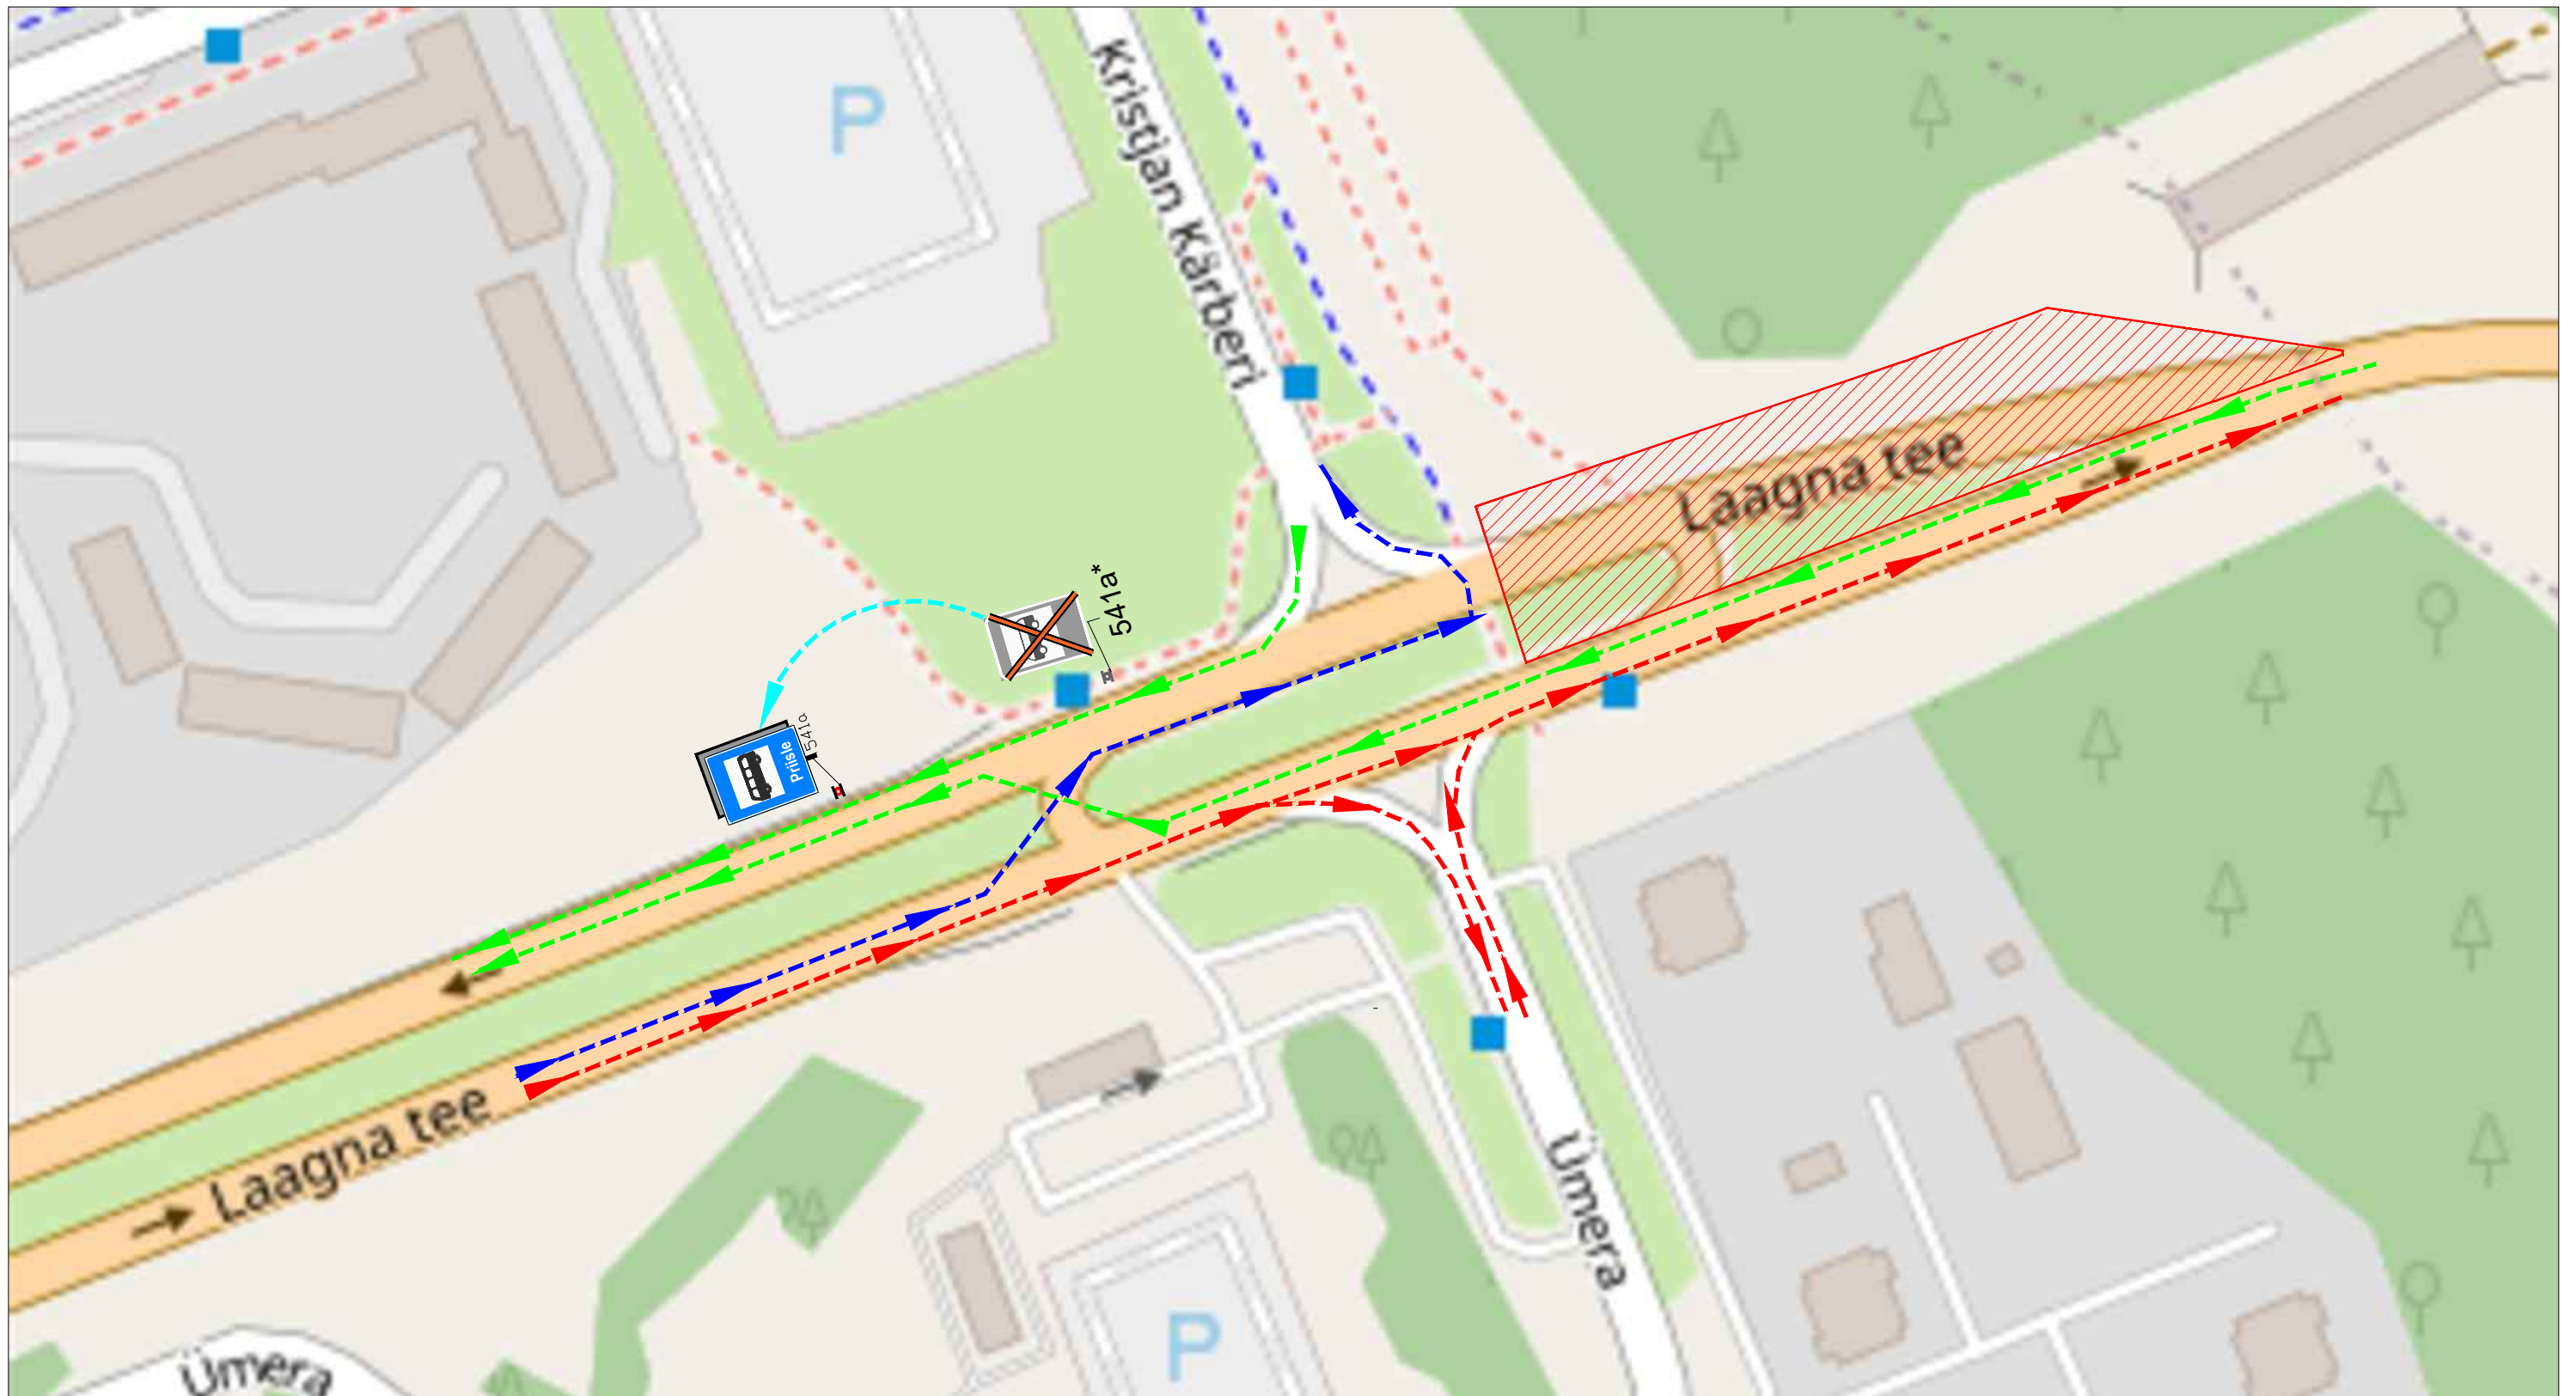 P
Kristjan Kärberi
Laagna tee
541a*
541a
Priisle
Laagna tee
Ümera
P
Ümera